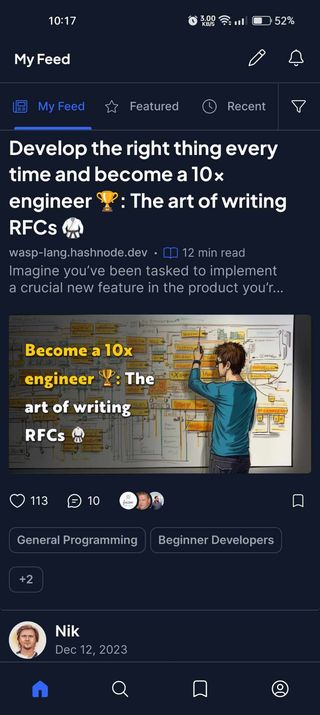 10:17
3.00
KB/S
52%
My Feed
My Feed
Featured
Recent
Develop the right thing every
time and become a 10x
engineer 🏆: The art of writing
RFCs 🥋
wasp-lang.hashnode.dev • 12 min read
Imagine you've been tasked to implement
a crucial new feature in the product you'r...
Become a 10x
engineer 🏆: The
art of writing
RFCs 🥋
113
10
General Programming
Beginner Developers
+2
Nik
Dec 12, 2023